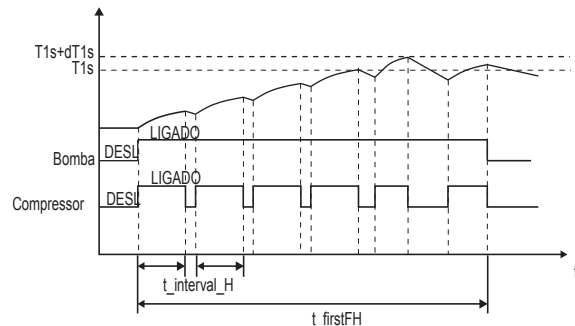 T1s+dT1s
T1s
LIGADO
Bomba DESL
LIGADO
Compressor DESL
t
t_interval_H
t_firstFH